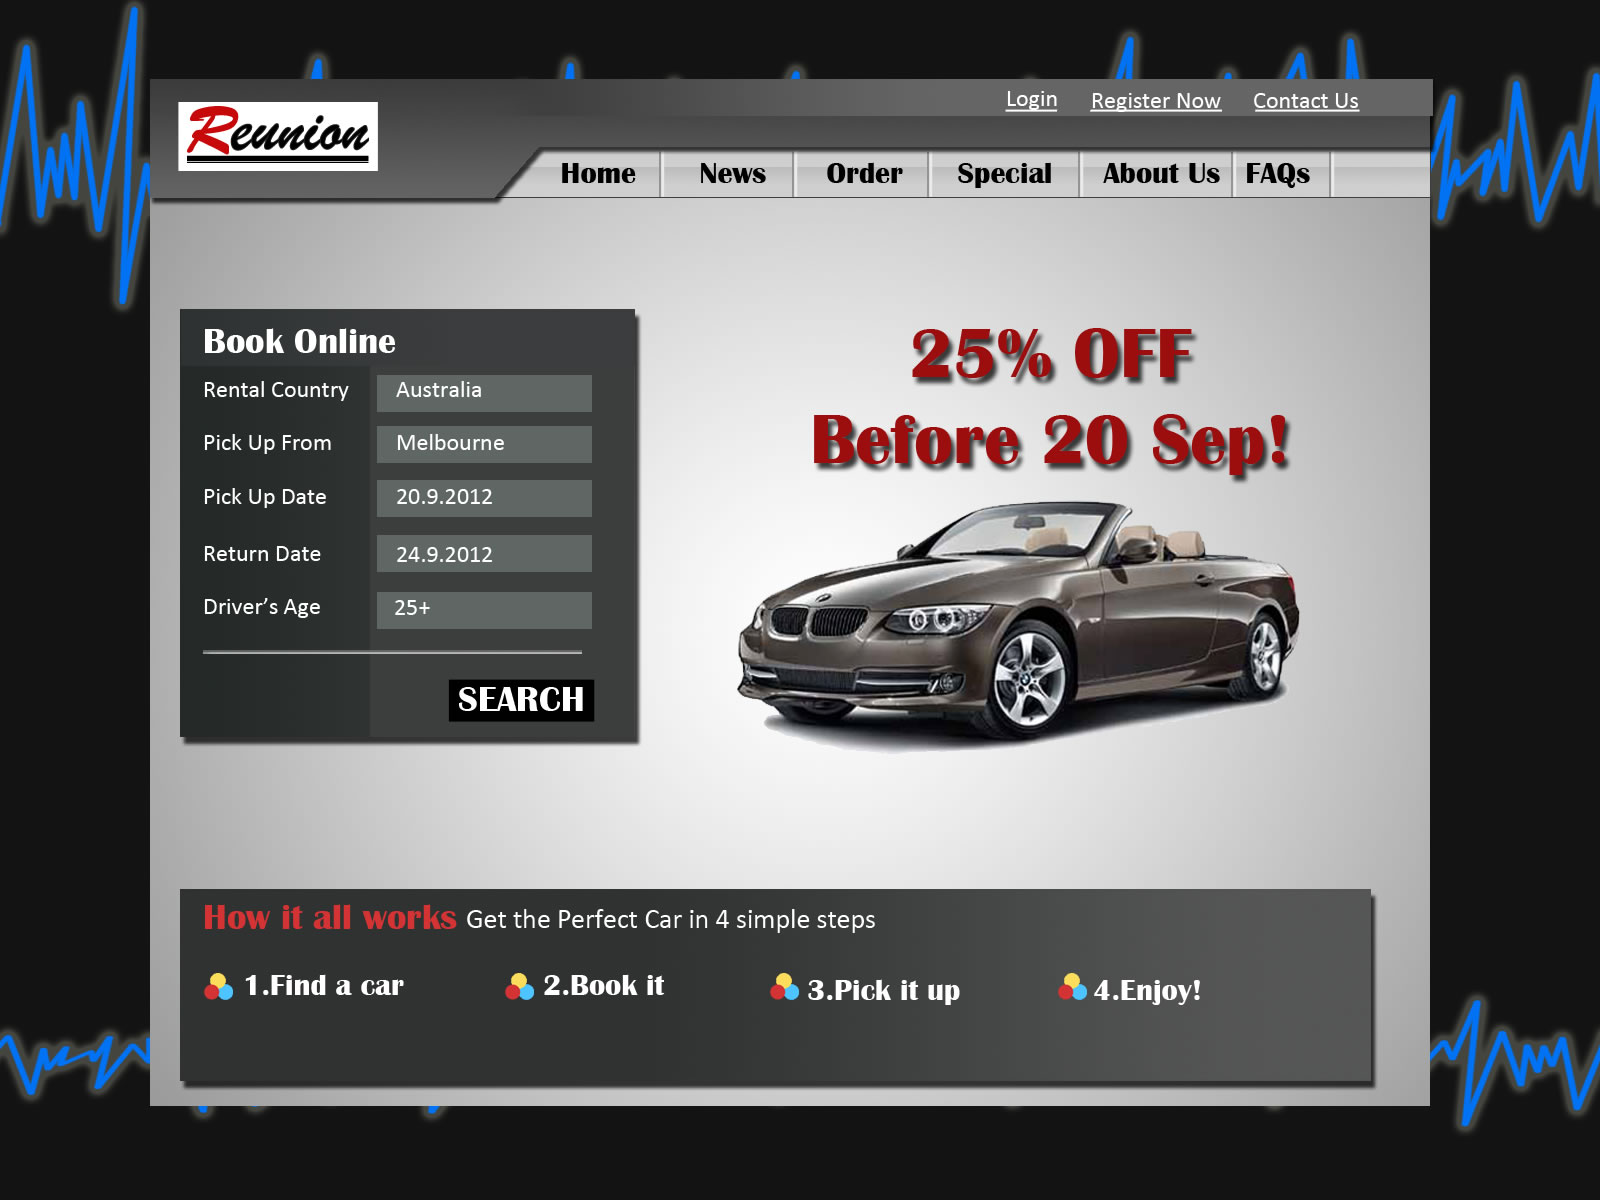 Login Register Now Contact Us
Reunion
Home News Order Special About Us FAQs
Book Online
Rental Country Australia
Pick Up From Melbourne
Pick Up Date 20.9.2012
Return Date 24.9.2012
Driver’s Age 25+
SEARCH
25% OFF
Before 20 Sep!
How it all works Get the Perfect Car in 4 simple steps
1.Find a car 2.Book it 3.Pick it up 4.Enjoy!